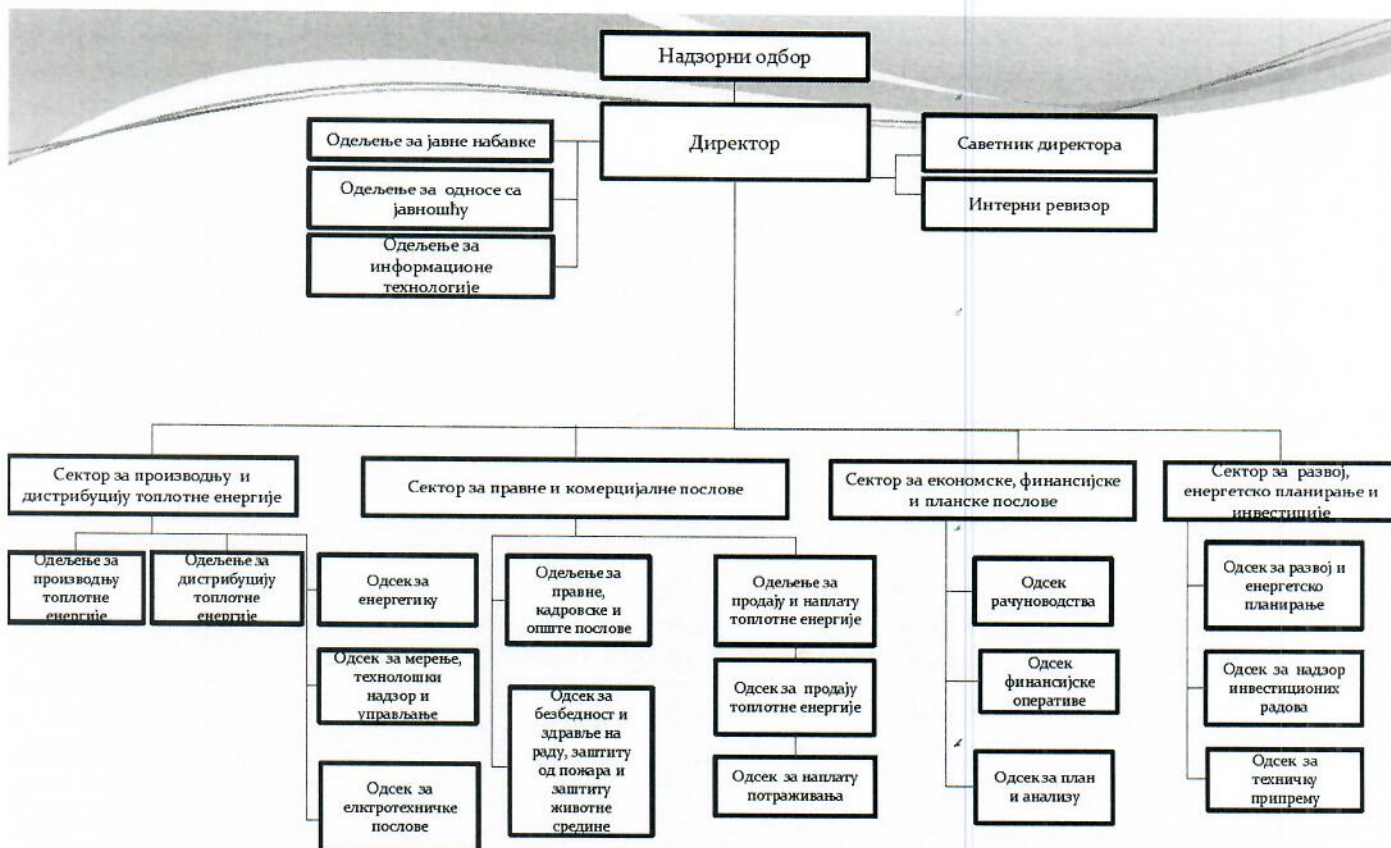 Надзорни одбор
Директор
Одељење за јавне набавке
Одељење за  односе са
јавношћу
Одељење за
информационе
технологије
Саветник директора
Интерни ревизор
Сектор за производњу  и
дистрибуцију топлотне енергије
Сектор за правне и комерцијалне послове
Сектор за економске, финансијске
и планске послове
Сектор за  развој,
енергетско планирање и
инвестиције
Одељење за
производњу
топлотне
енергије
Одељење за
дистрибуцију
топлотне
енергије
Одсек за
енергетику
Одсек за мерење,
технолошки
надзор и
управљање
Одсек за
елктротехничке
послове
Одељење за
правне,
кадровске и
опште послове
Одсек за
безбедност и
здравље на
раду, заштиту
од пожара и
заштиту
животне
средине
Одељење за
продају и наплату
топлотне енергије
Одсек за  продају
топлотне енергије
Одсек за наплату
потраживања
Одсек
рачуноводства
Одсек
финансијске
оперативе
Одсек за план
и анализу
Одсек за развој и
енергетско
планирање
Одсек за  надзор
инвестиционих
радова
Одсек  за
техничку
припрему